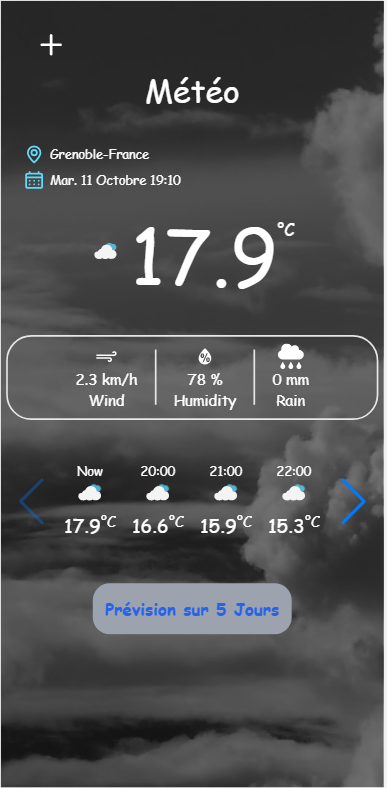 Météo
Grenoble-France
Mar. 11 Octobre 19:10
17.9°C
2.3 km/h 78 % 0 mm
Wind Humidity Rain
Now 20:00 21:00 22:00
17.9°C 16.6°C 15.9°C 15.3°C
Prévision sur 5 Jours